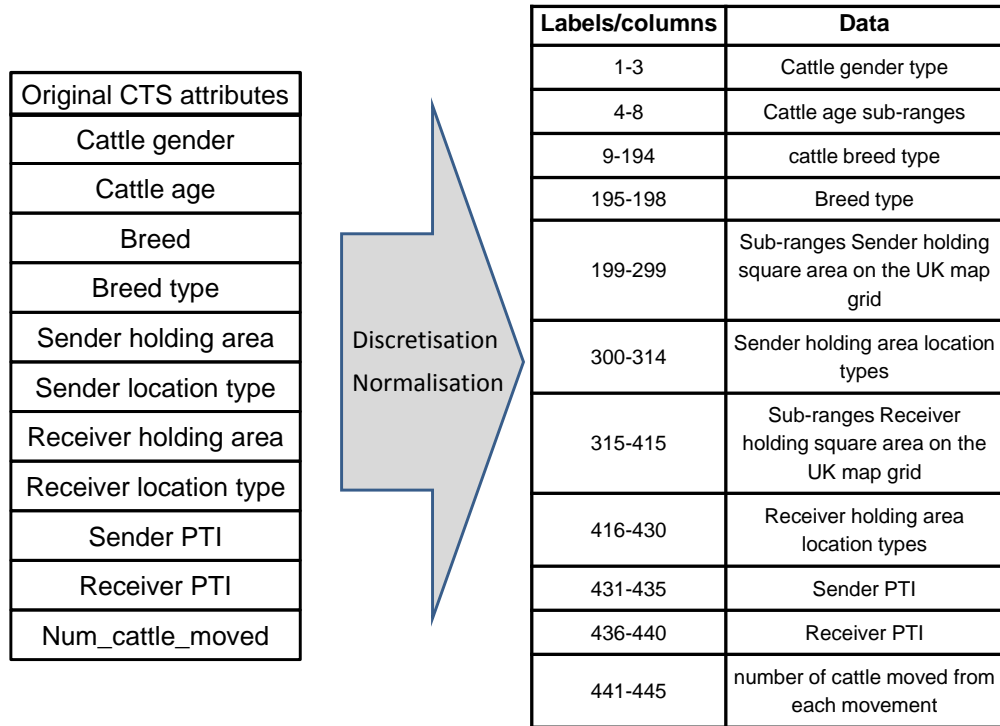 Original CTS attributes
Cattle gender
Cattle age
Breed
Breed type
Sender holding area
Sender location type
Receiver holding area
Receiver location type
Sender PTI
Receiver PTI
Num_cattle_moved
Discretisation
Normalisation
Labels/columns Data
1-3 Cattle gender type
4-8 Cattle age sub-ranges
9-194 cattle breed type
195-198 Breed type
199-299 Sub-ranges Sender holding
square area on the UK map
grid
300-314 Sender holding area location
types
315-415 Sub-ranges Receiver
holding square area on the
UK map grid
416-430 Receiver holding area
location types
431-435 Sender PTI
436-440 Receiver PTI
441-445 number of cattle moved from
each movement